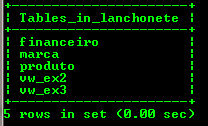 +----------------------+
| Tables_in_lanchonete |
+----------------------+
| financeiro           |
| marca                |
| produto              |
| vw_ex2               |
| vw_ex3               |
+----------------------+
5 rows in set (0.00 sec)